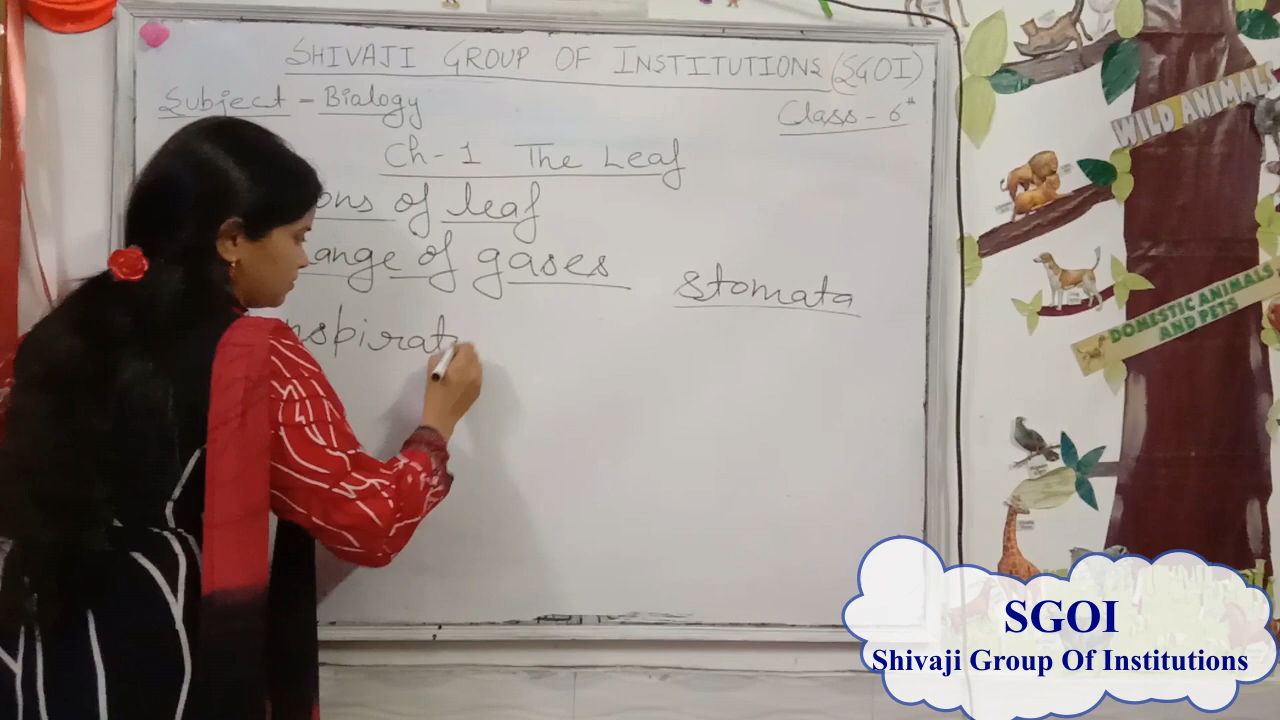 SHIVAJI GROUP OF INSTITUTIONS (SGOI)
Subject - Bialogy
Class - 6th
Ch-1 The Leaf
ons of leaf
ange of gases
stomata
nspirat
WILD ANIMALS
DOMESTIC ANIMALS
AND PETS
SGOI
Shivaji Group Of Institutions